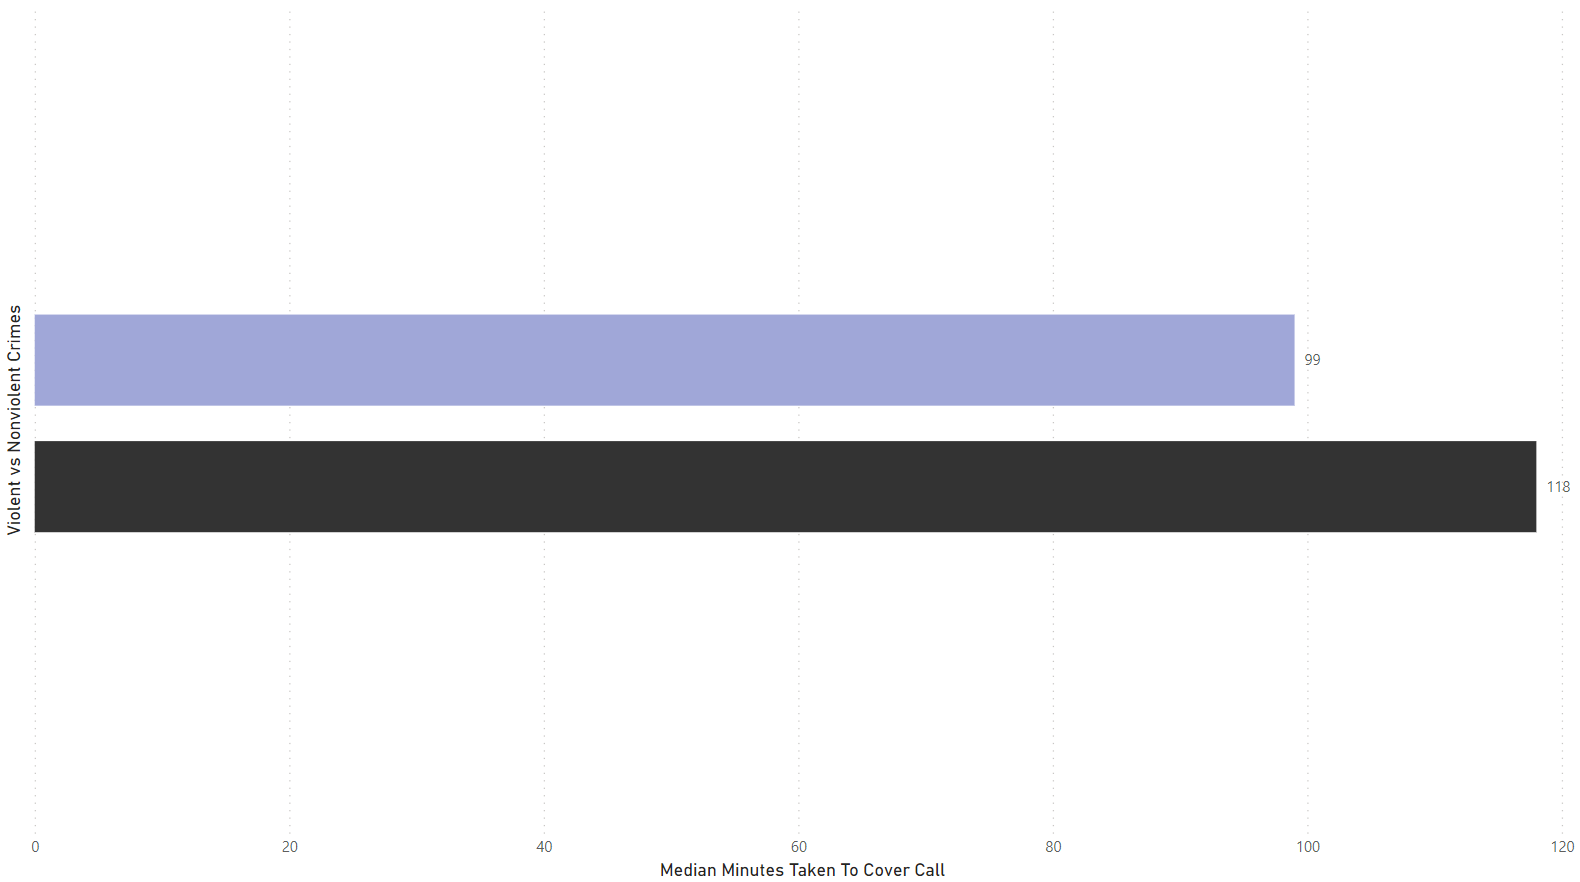 Violent vs Nonviolent Crimes
99
118
0 20 40 60 80 100 120
Median Minutes Taken To Cover Call